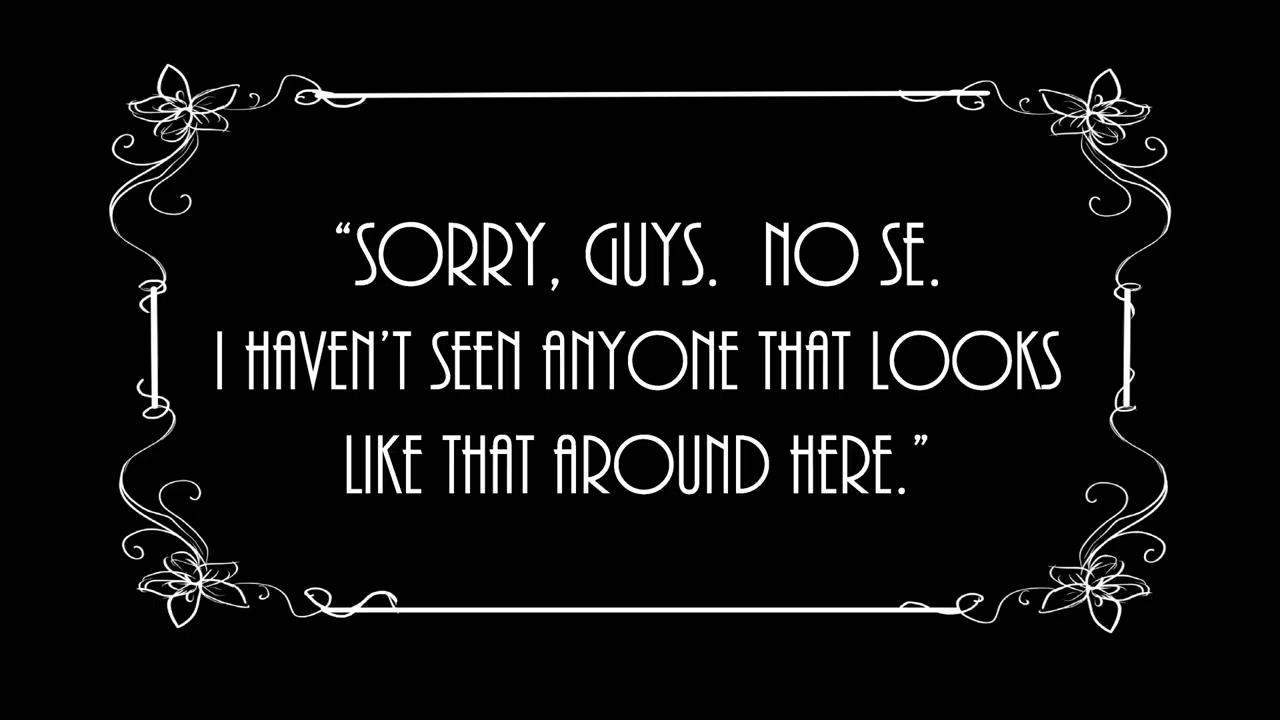 “SORRY, GUYS.  NO SE.
I HAVEN’T SEEN ANYONE THAT LOOKS
LIKE THAT AROUND HERE.”